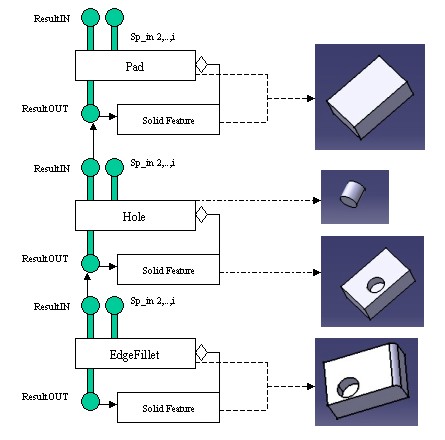 ResultIN
Sp_in 2,..,i
Pad
ResultOUT
Solid Feature
ResultIN
Sp_in 2,..,i
Hole
ResultOUT
Solid Feature
ResultIN
Sp_in 2,..,i
EdgeFillet
ResultOUT
Solid Feature